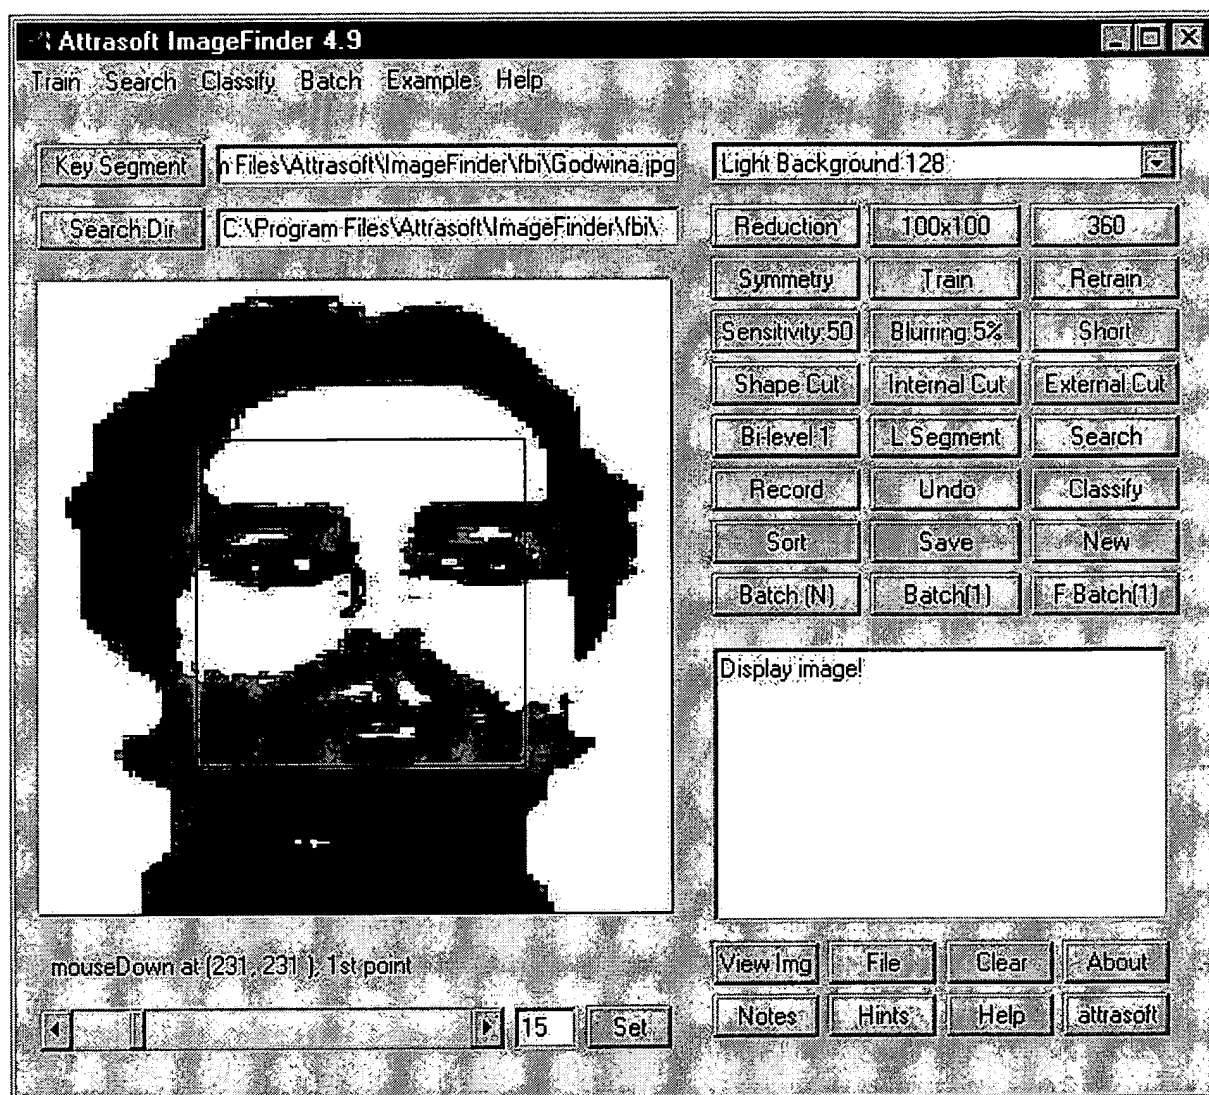 Attrasoft ImageFinder 4.9
Train Search Classify Batch Example Help
Key Segment n Files\Attrasoft\ImageFinder\fbi\Godwina.jpg Light Background 128
Search Dir C:\Program Files\Attrasoft\ImageFinder\fbi\
Reduction 100x100 360
Symmetry Train Retrain
Sensitivity:50 Blurring:5% Short
Shape Cut Internal Cut External Cut
Bi-level 1 L Segment Search
Record Undo Classify
Sort Save New
Batch (N) Batch(1) F Batch(1)
Display image!
mouseDown at (231, 231 ), 1st point
15 Set
View Img File Clear About
Notes Hints Help attrasoft